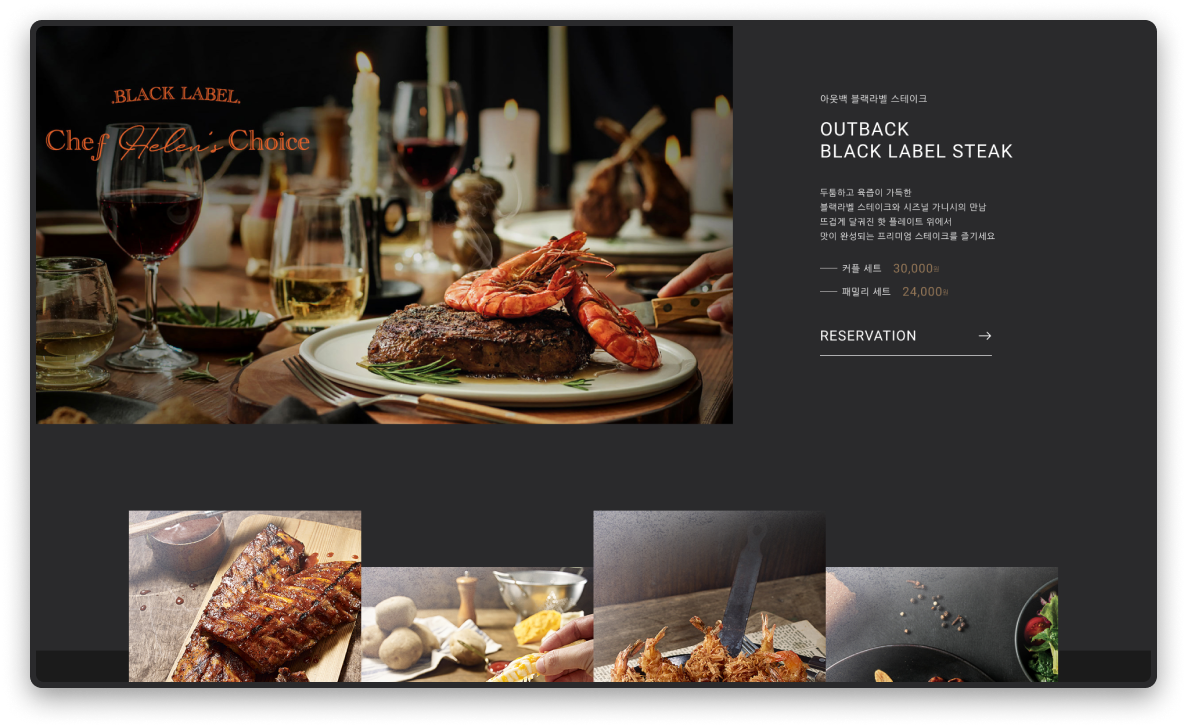 .BLACK LABEL.
Chef Helen's Choice
아웃백 블랙라벨 스테이크
OUTBACK
BLACK LABEL STEAK
두툼하고 육즙이 가득한
블랙라벨 스테이크와 시즈널 가니시의 만남
뜨겁게 달궈진 핫 플레이트 위에서
맛이 완성되는 프리미엄 스테이크를 즐기세요
커플 세트 30,000원
패밀리 세트 24,000원
RESERVATION →